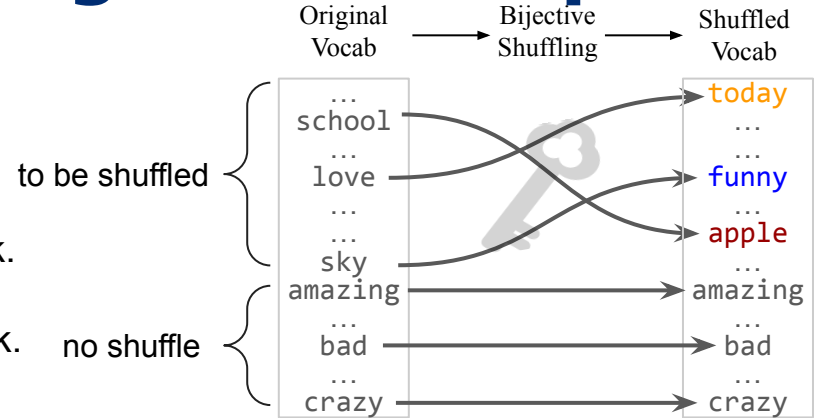 Original Vocab
Bijective Shuffling
Shuffled Vocab
to be shuffled
no shuffle
...
school
...
love
...
...
sky
amazing
...
bad
...
crazy
today
...
...
funny
...
apple
...
amazing
...
bad
...
crazy
k.
k.